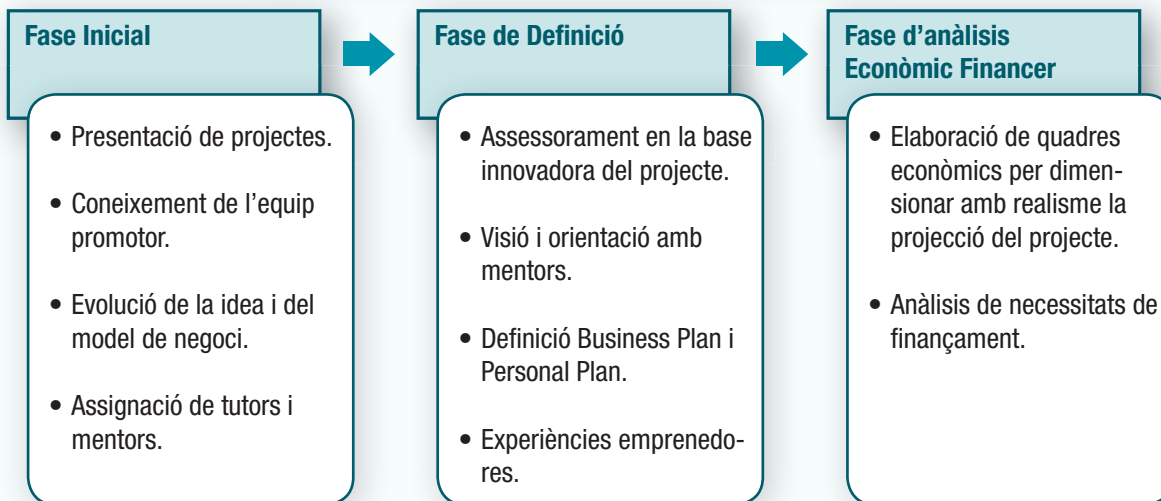 Fase Inicial
• Presentació de projectes.
• Coneixement de l’equip
promotor.
• Evolució de la idea i del
model de negoci.
• Assignació de tutors i
mentors.
Fase de Definició
• Assessorament en la base
innovadora del projecte.
• Visió i orientació amb
mentors.
• Definició Business Plan i
Personal Plan.
• Experiències emprenedo-
res.
Fase d’anàlisis
Econòmic Financer
• Elaboració de quadres
econòmics per dimen-
sionar amb realisme la
projecció del projecte.
• Anàlisis de necessitats de
finançament.